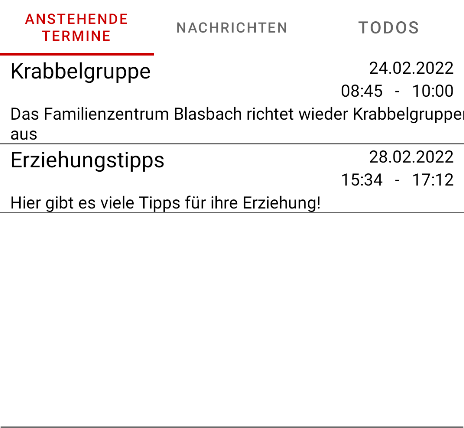 ANSTEHENDE
TERMINE
NACHRICHTEN
TODOS
Krabbelgruppe
24.02.2022
08:45 - 10:00
Das Familienzentrum Blasbach richtet wieder Krabbelgruppen
aus
Erziehungstipps
28.02.2022
15:34 - 17:12
Hier gibt es viele Tipps für ihre Erziehung!